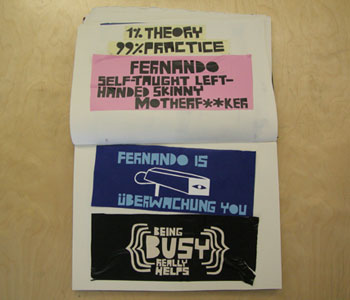 1% THEORY
99% PRACTICE
FERNANDO
SELF-TAUGHT LEFT-
HANDED SKINNY
MOTHERF**KER
FERNANDO IS
ÜBERWACHUNG YOU
BEING
BUSY
REALLY
HELPS